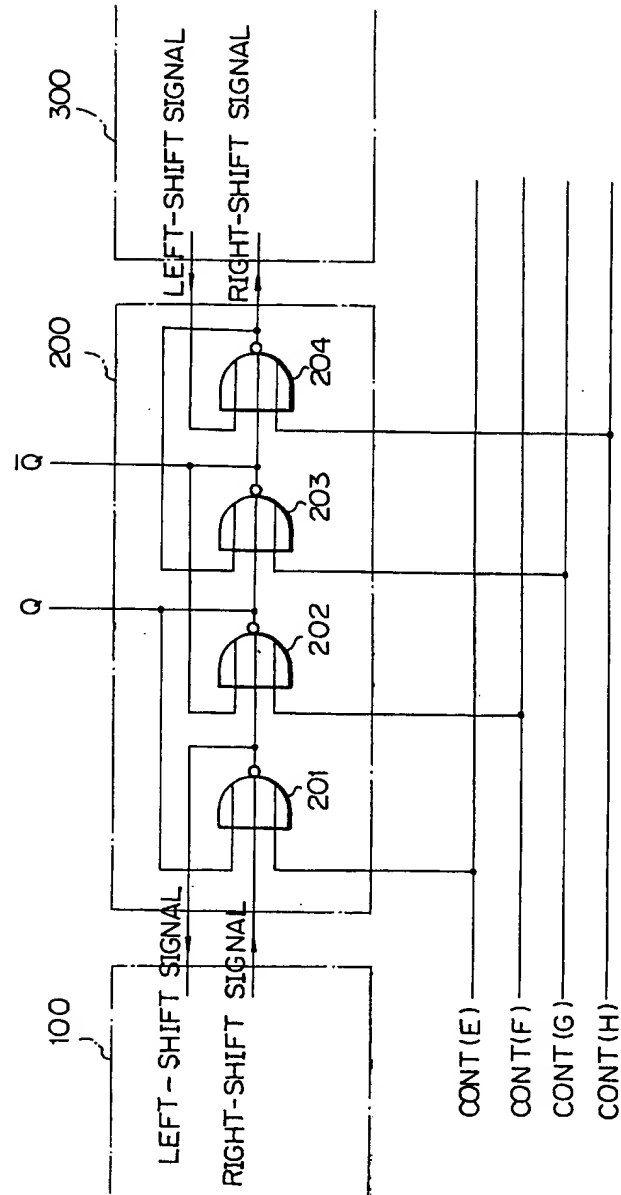 100
200
300
Q
Q̅
LEFT-SHIFT SIGNAL
RIGHT-SHIFT SIGNAL
LEFT-SHIFT SIGNAL
RIGHT-SHIFT SIGNAL
201
202
203
204
CONT(E)
CONT(F)
CONT(G)
CONT(H)